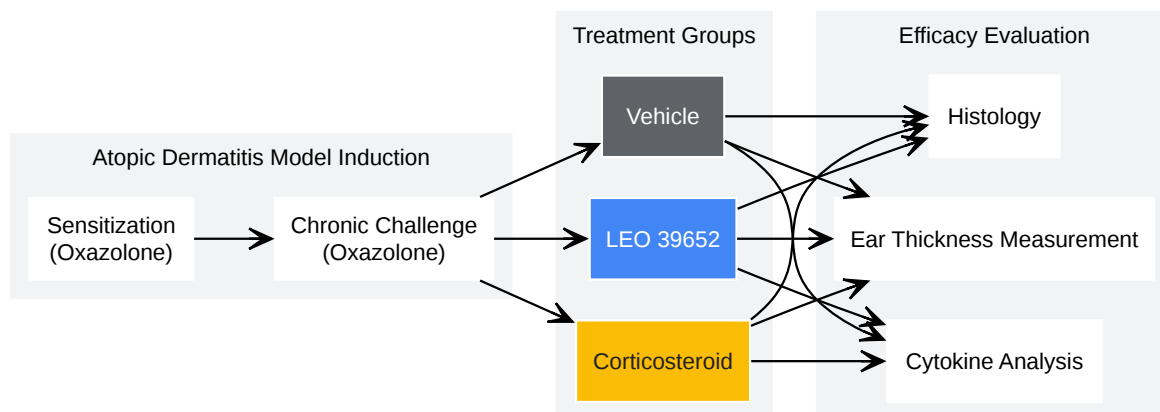 Atopic Dermatitis Model Induction
Sensitization
(Oxazolone)
Chronic Challenge
(Oxazolone)
Treatment Groups
Vehicle
LEO 39652
Corticosteroid
Efficacy Evaluation
Histology
Ear Thickness Measurement
Cytokine Analysis